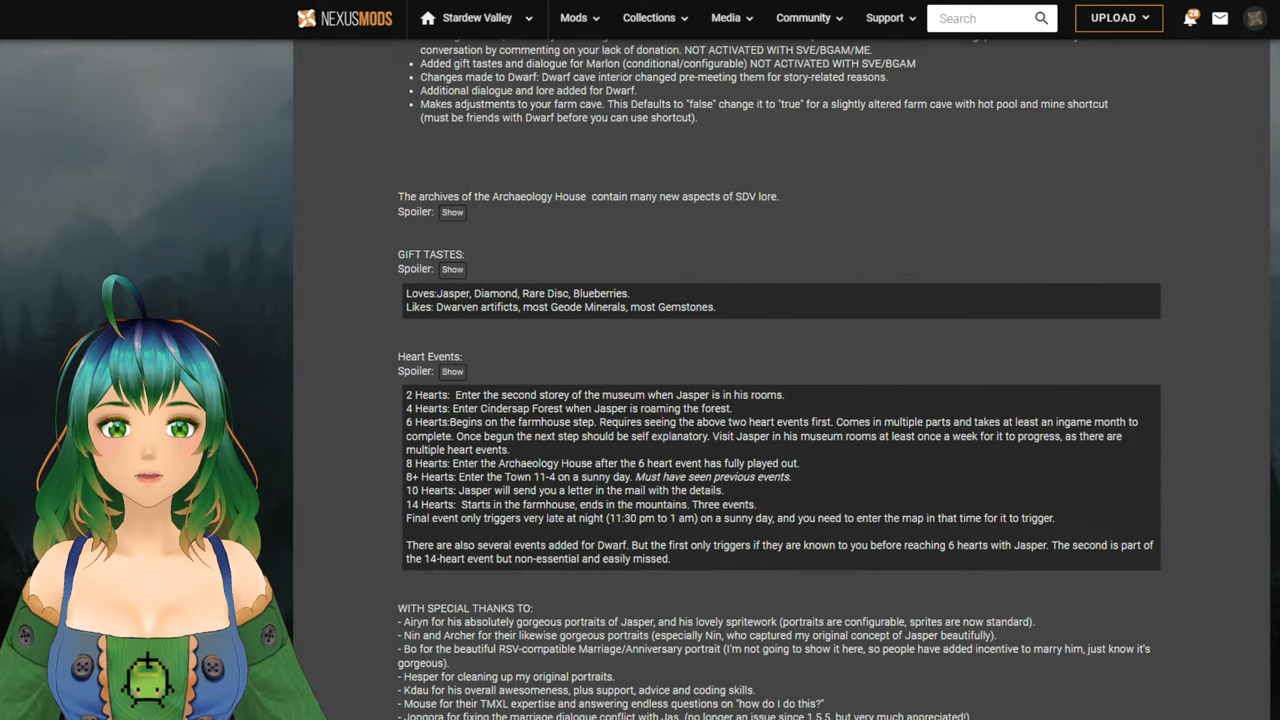 NEXUSMODS
Stardew Valley
Mods
Collections
Media
Community
Support
Search
UPLOAD
28
conversation by commenting on your lack of donation. NOT ACTIVATED WITH SVE/BGAM/ME.
• Added gift tastes and dialogue for Marlon (conditional/configurable) NOT ACTIVATED WITH SVE/BGAM
• Changes made to Dwarf: Dwarf cave interior changed pre-meeting them for story-related reasons.
• Additional dialogue and lore added for Dwarf.
• Makes adjustments to your farm cave. This Defaults to "false" change it to "true" for a slightly altered farm cave with hot pool and mine shortcut
(must be friends with Dwarf before you can use shortcut).
The archives of the Archaeology House contain many new aspects of SDV lore.
Spoiler: Show
GIFT TASTES:
Spoiler: Show
Loves:Jasper, Diamond, Rare Disc, Blueberries.
Likes: Dwarven artificts, most Geode Minerals, most Gemstones.
Heart Events:
Spoiler: Show
2 Hearts: Enter the second storey of the museum when Jasper is in his rooms.
4 Hearts: Enter Cindersap Forest when Jasper is roaming the forest.
6 Hearts:Begins on the farmhouse step. Requires seeing the above two heart events first. Comes in multiple parts and takes at least an ingame month to
complete. Once begun the next step should be self explanatory. Visit Jasper in his museum rooms at least once a week for it to progress, as there are
multiple heart events.
8 Hearts: Enter the Archaeology House after the 6 heart event has fully played out.
8+ Hearts: Enter the Town 11-4 on a sunny day. Must have seen previous events.
10 Hearts: Jasper will send you a letter in the mail with the details.
14 Hearts: Starts in the farmhouse, ends in the mountains. Three events.
Final event only triggers very late at night (11:30 pm to 1 am) on a sunny day, and you need to enter the map in that time for it to trigger.
There are also several events added for Dwarf. But the first only triggers if they are known to you before reaching 6 hearts with Jasper. The second is part of
the 14-heart event but non-essential and easily missed.
WITH SPECIAL THANKS TO:
- Airyn for his absolutely gorgeous portraits of Jasper, and his lovely spritework (portraits are configurable, sprites are now standard).
- Nin and Archer for their likewise gorgeous portraits (especially Nin, who captured my original concept of Jasper beautifully).
- Bo for the beautiful RSV-compatible Marriage/Anniversary portrait (I'm not going to show it here, so people have added incentive to marry him, just know it's
gorgeous).
- Hesper for cleaning up my original portraits.
- Kdau for his overall awesomeness, plus support, advice and coding skills.
- Mouse for their TMXL expertise and answering endless questions on "how do I do this?"
- Jonqora for fixing the marriage dialogue conflict with Jas. (no longer an issue since 1.5.5, but very much appreciated!)